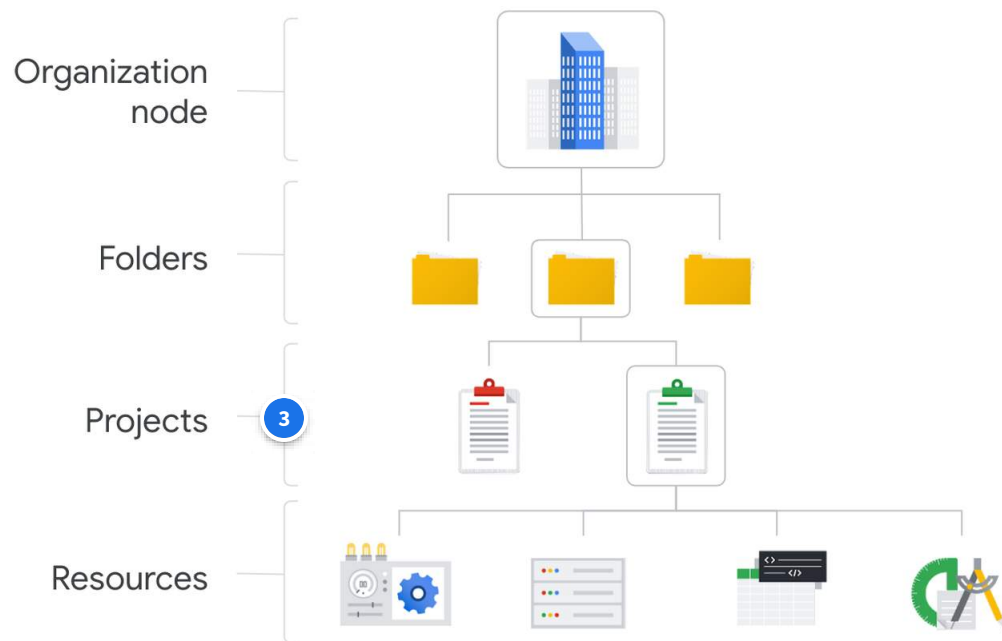 Organization
node
Folders
Projects
3
Resources
<>
</>